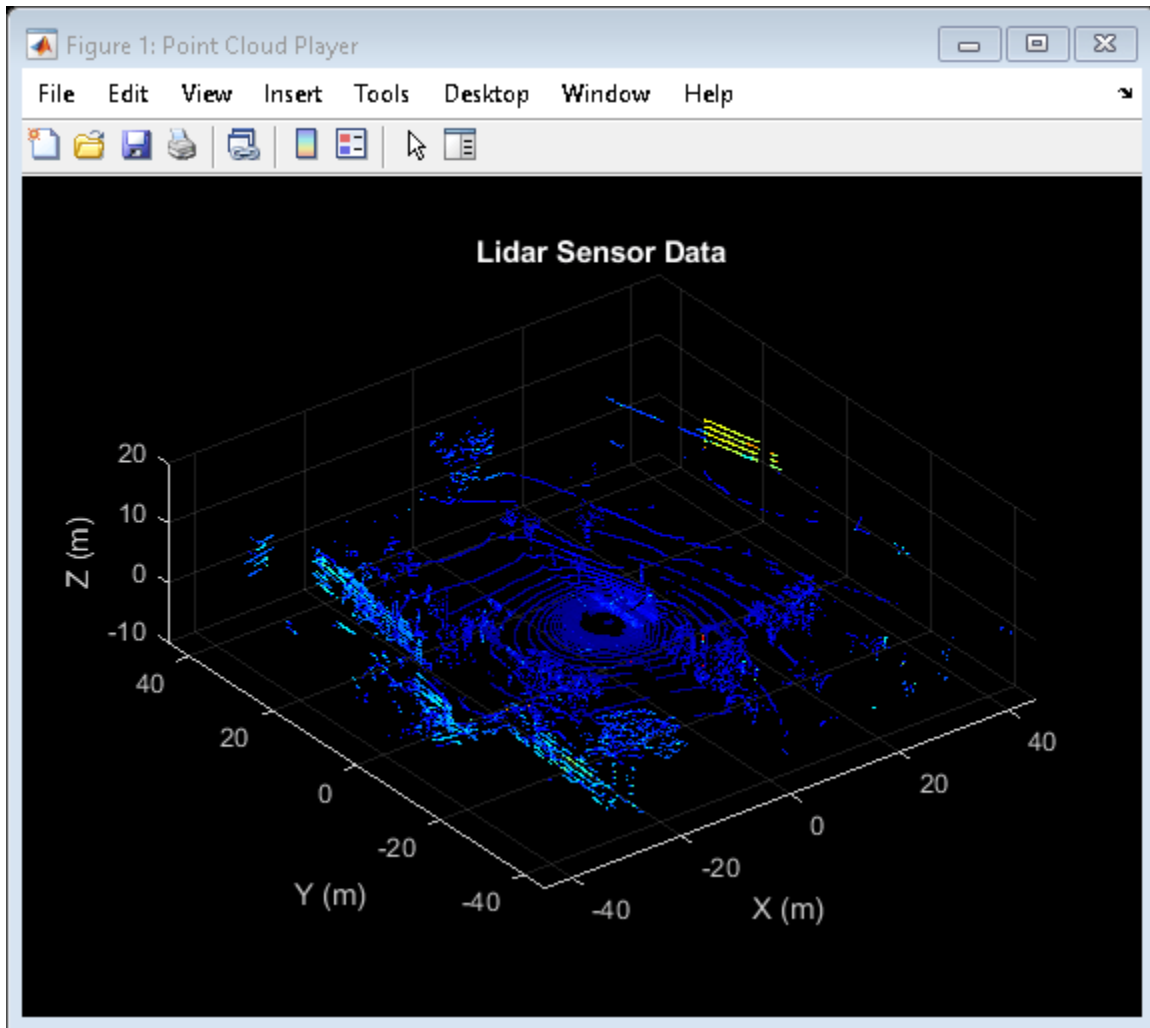 Figure 1: Point Cloud Player
File Edit View Insert Tools Desktop Window Help
Lidar Sensor Data
20
10
0
-10
Z (m)
40
20
0
-20
-40
Y (m)
40
20
0
-20
-40
X (m)